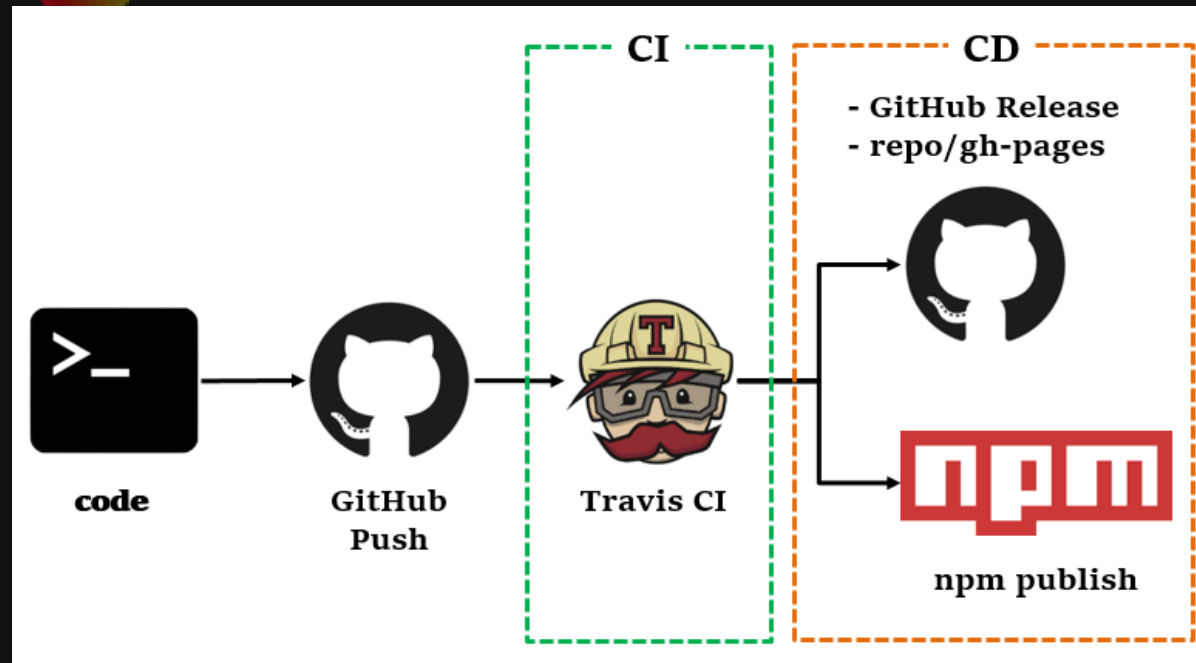 CI
CD
- GitHub Release
- repo/gh-pages
>_
T
code
GitHub
Push
Travis CI
npm
npm publish